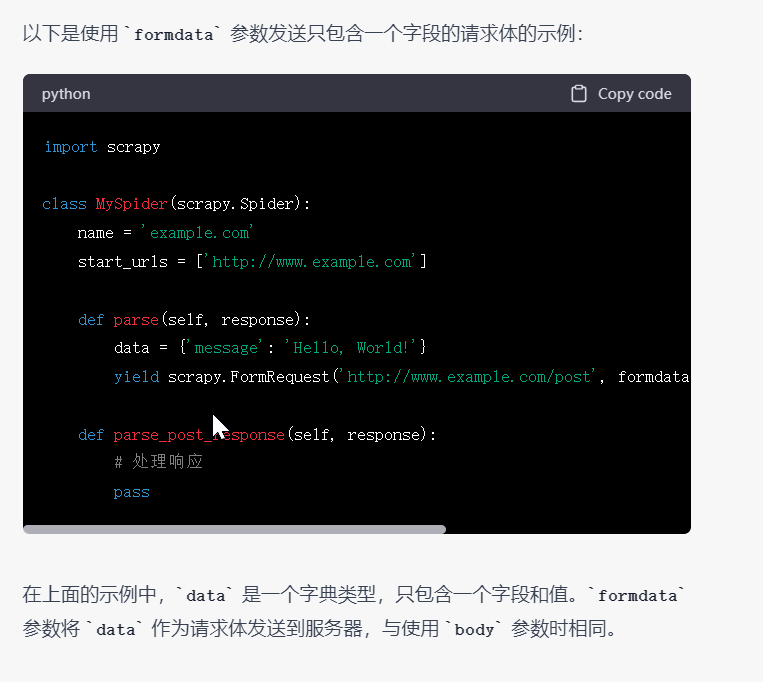 以下是使用 `formdata` 参数发送只包含一个字段的请求体的示例：
python
Copy code
import scrapy
class MySpider(scrapy.Spider):
    name = 'example.com'
    start_urls = ['http://www.example.com']
    def parse(self, response):
        data = {'message': 'Hello, World!'}
        yield scrapy.FormRequest('http://www.example.com/post', formdata
    def parse_post_response(self, response):
        # 处理响应
        pass
在上面的示例中，`data` 是一个字典类型，只包含一个字段和值。`formdata`
参数将 `data` 作为请求体发送到服务器，与使用 `body` 参数时相同。